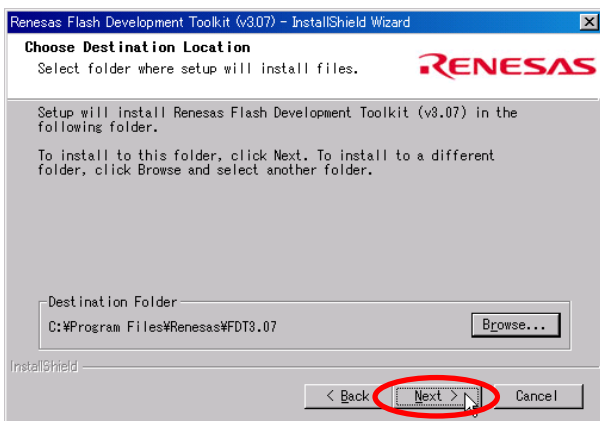 Renesas Flash Development Toolkit (v3.07) - InstallShield Wizard
Choose Destination Location
Select folder where setup will install files.
RENESAS
Setup will install Renesas Flash Development Toolkit (v3.07) in the
following folder.
To install to this folder, click Next. To install to a different
folder, click Browse and select another folder.
Destination Folder
C:¥Program Files¥Renesas¥FDT3.07
Browse...
InstallShield
< Back
Next >
Cancel